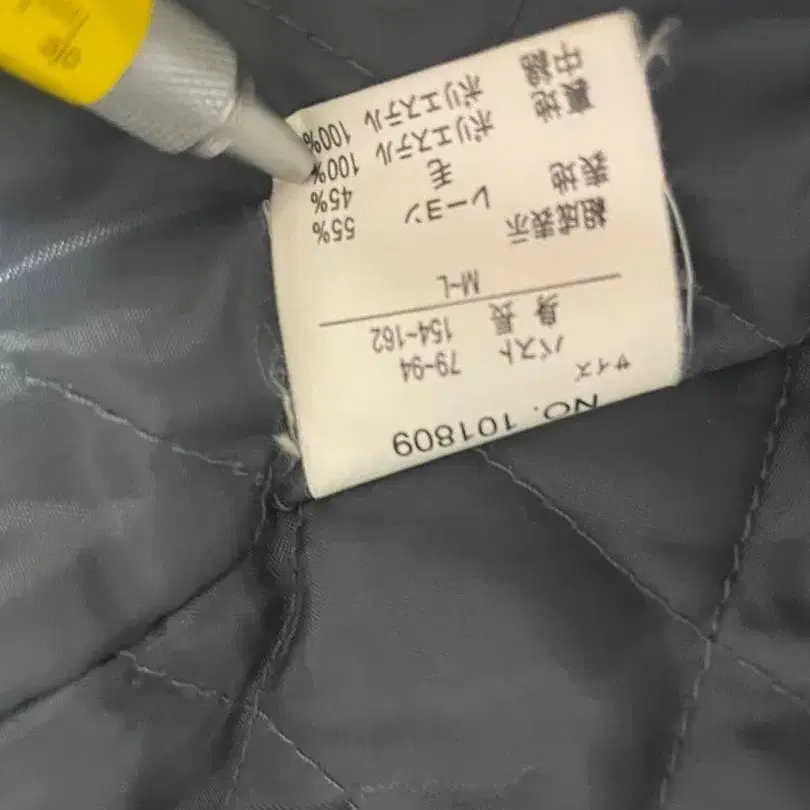 NO. 101809
サイズ
バスト 79~94
身長 154~162
M~L
組成表示
表地 レーヨン 55%
毛 45%
裏地 ポリエステル 100%
中綿 ポリエステル 100%